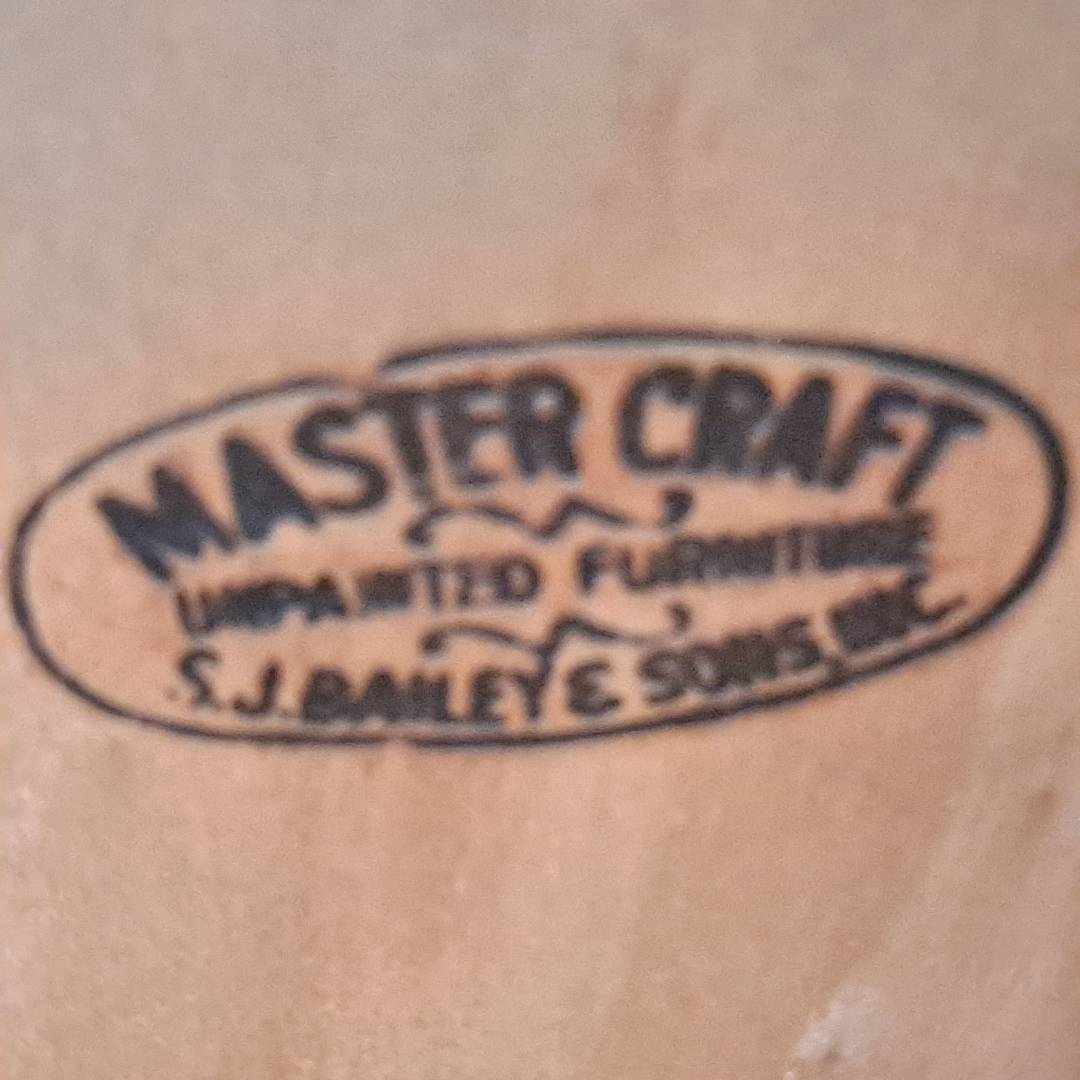 MASTER CRAFT
UNPAINTED FURNITURE
S.J. BAILEY & SONS, INC.